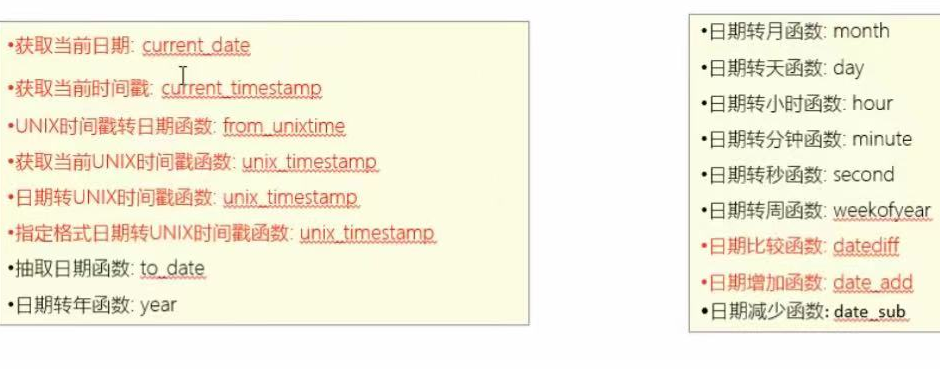 •获取当前日期: current_date
•获取当前时间戳: current_timestamp
•UNIX时间戳转日期函数: from_unixtime
•获取当前UNIX时间戳函数: unix_timestamp
•日期转UNIX时间戳函数: unix_timestamp
•指定格式日期转UNIX时间戳函数: unix_timestamp
•抽取日期函数: to_date
•日期转年函数: year
•日期转月函数: month
•日期转天函数: day
•日期转小时函数: hour
•日期转分钟函数: minute
•日期转秒函数: second
•日期转周函数: weekofyear
•日期比较函数: datediff
•日期增加函数: date_add
•日期减少函数: date_sub